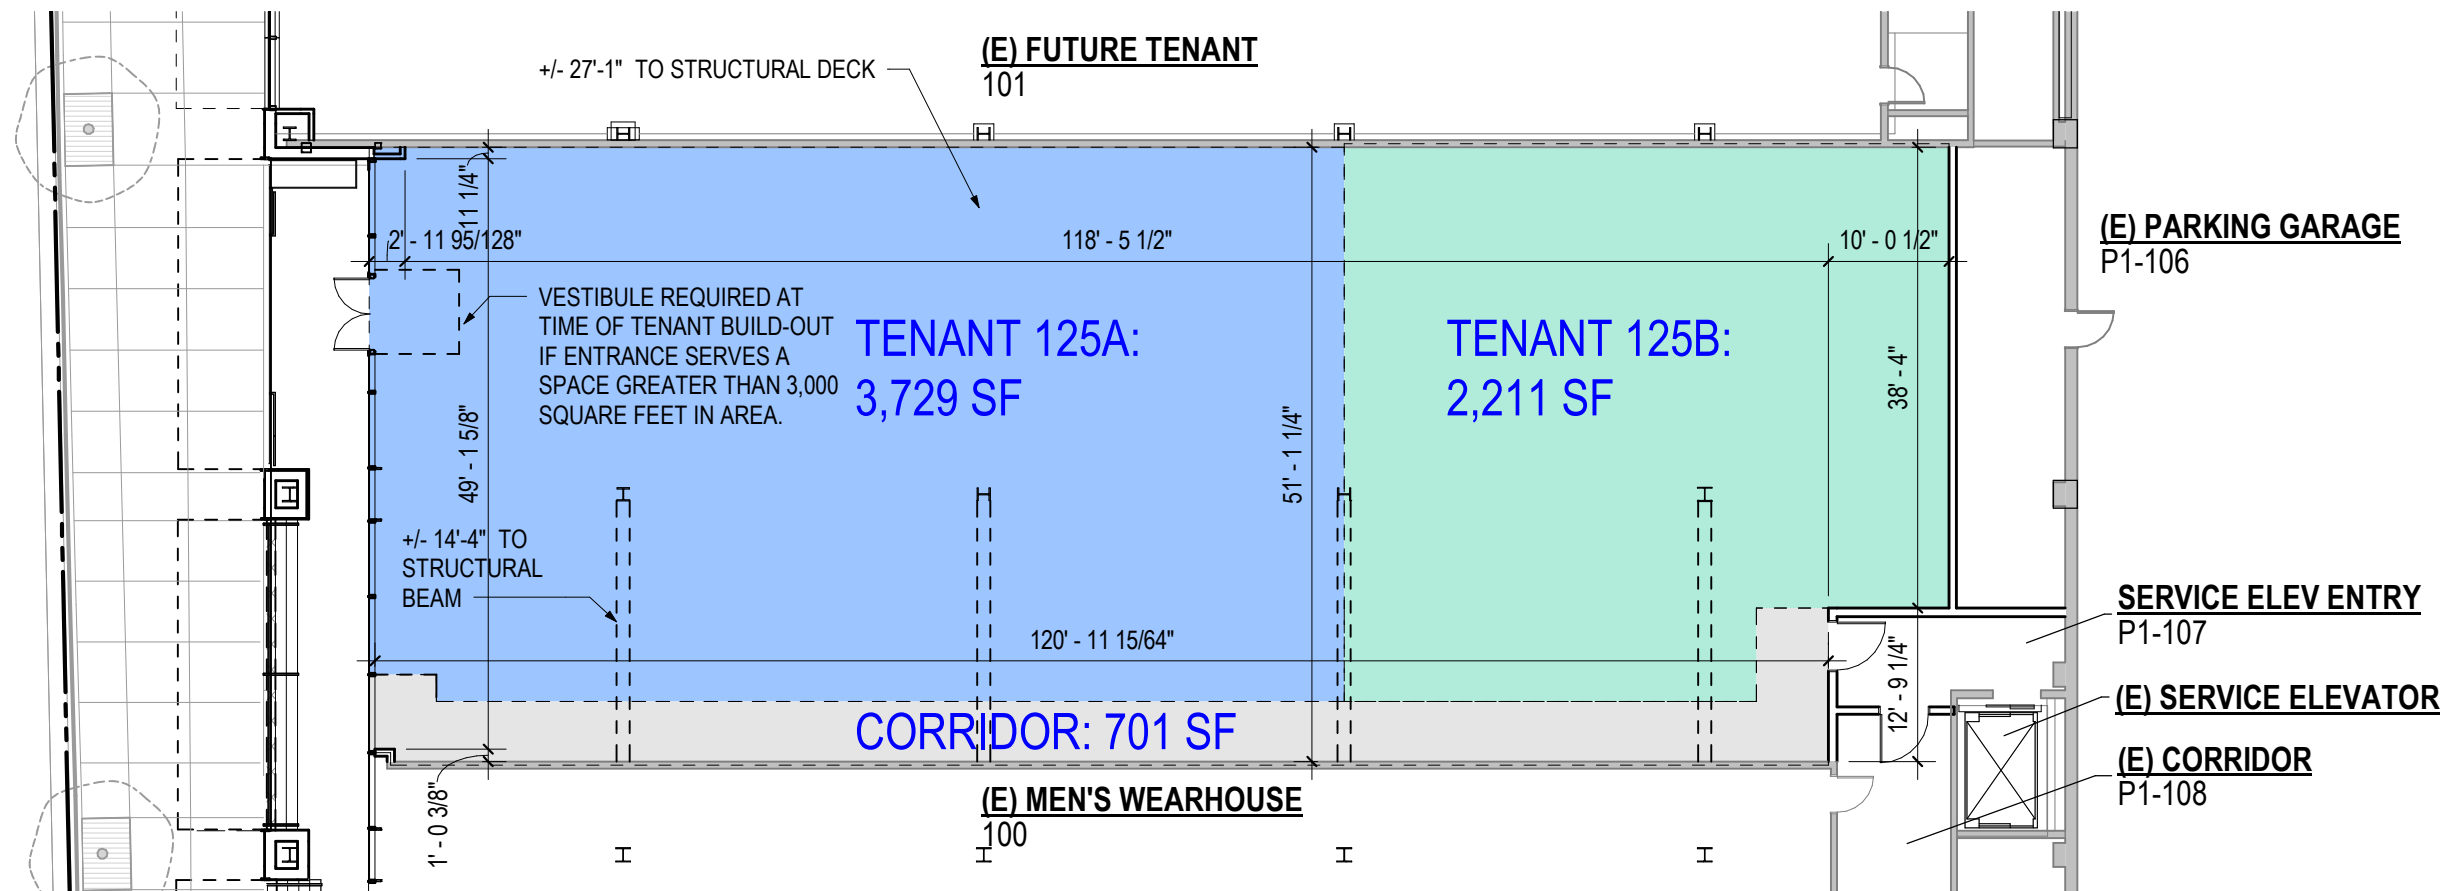 (E) FUTURE TENANT
101
+/- 27'-1" TO STRUCTURAL DECK
11 1/4"
2' - 11 95/128"
118' - 5 1/2"
10' - 0 1/2"
(E) PARKING GARAGE
P1-106
VESTIBULE REQUIRED AT
TIME OF TENANT BUILD-OUT
IF ENTRANCE SERVES A
SPACE GREATER THAN 3,000
SQUARE FEET IN AREA.
TENANT 125A:
3,729 SF
TENANT 125B:
2,211 SF
38' - 4"
49' - 1 5/8"
51' - 1 1/4"
+/- 14'-4" TO
STRUCTURAL
BEAM
120' - 11 15/64"
SERVICE ELEV ENTRY
P1-107
12' - 9 1/4"
(E) SERVICE ELEVATOR
CORRIDOR: 701 SF
(E) CORRIDOR
P1-108
1' - 0 3/8"
(E) MEN'S WEARHOUSE
100